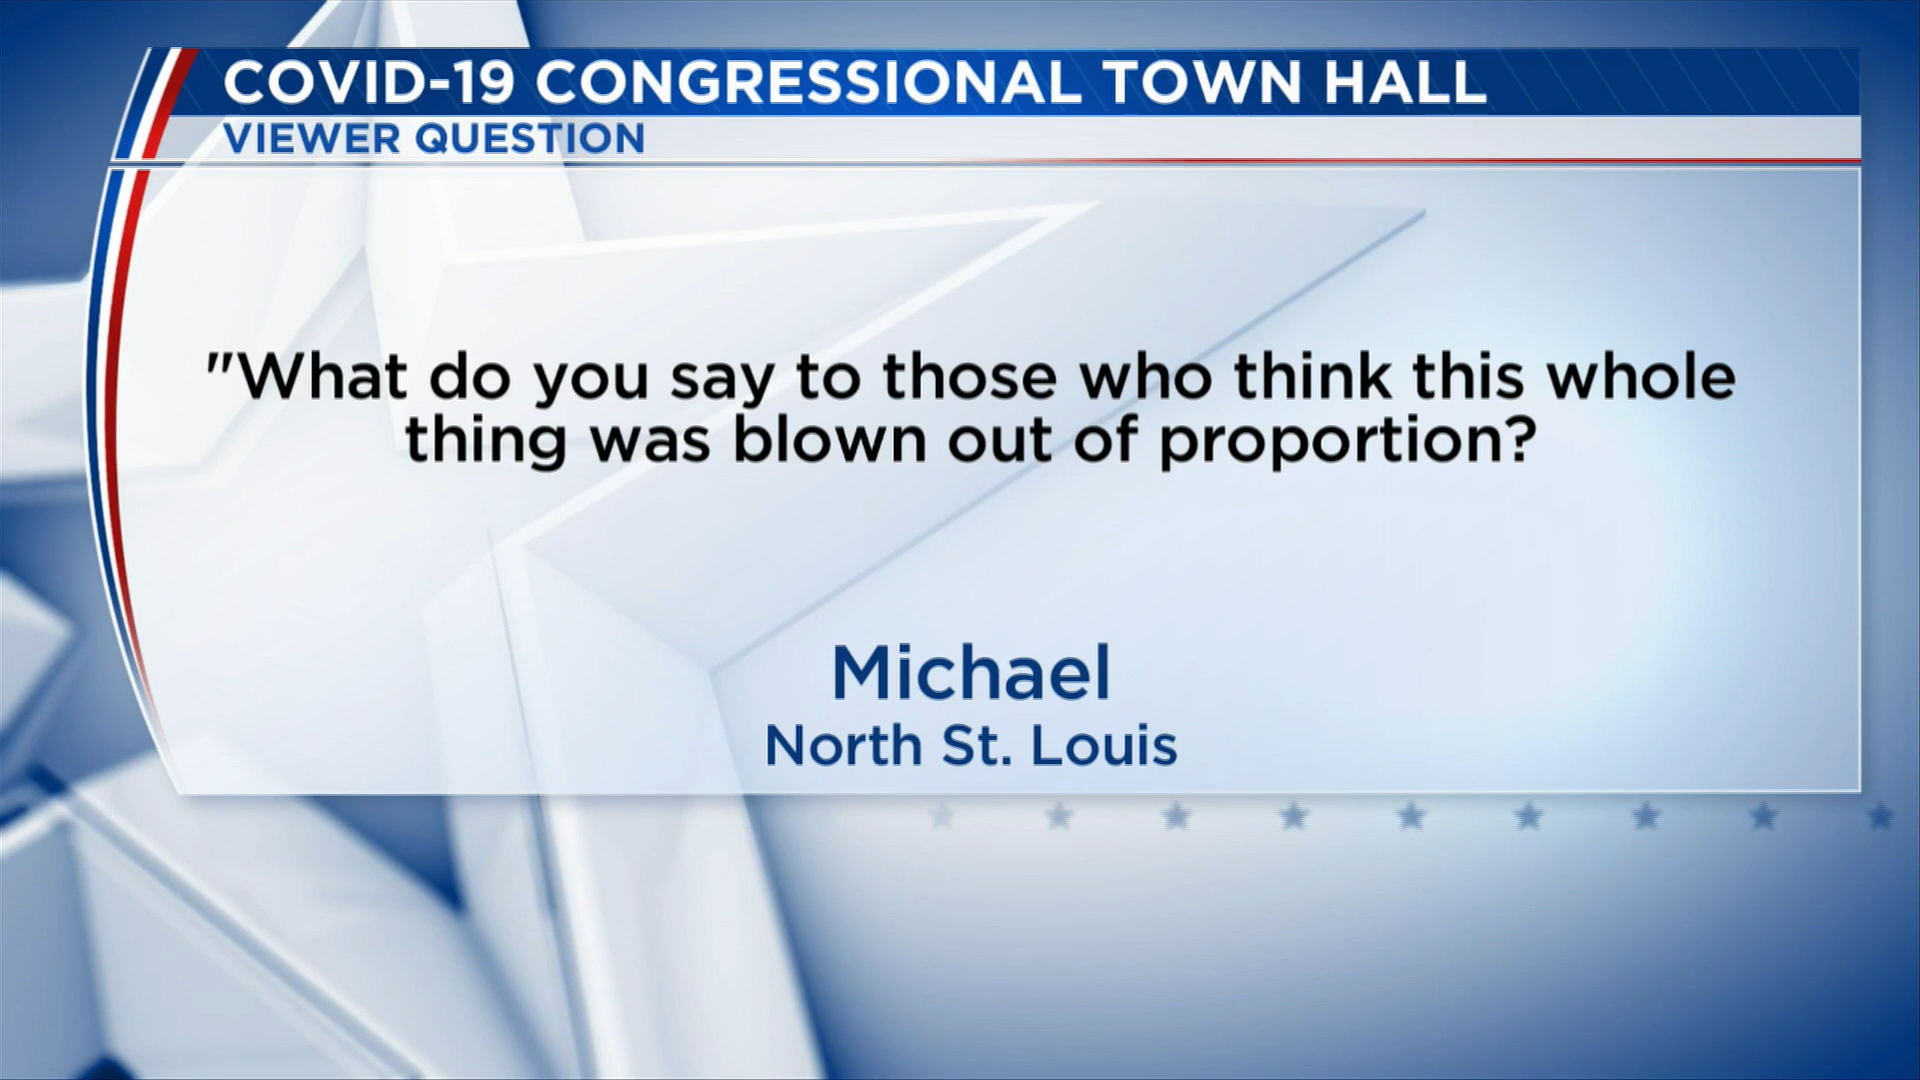 COVID-19 CONGRESSIONAL TOWN HALL
VIEWER QUESTION
"What do you say to those who think this whole
thing was blown out of proportion?
Michael
North St. Louis